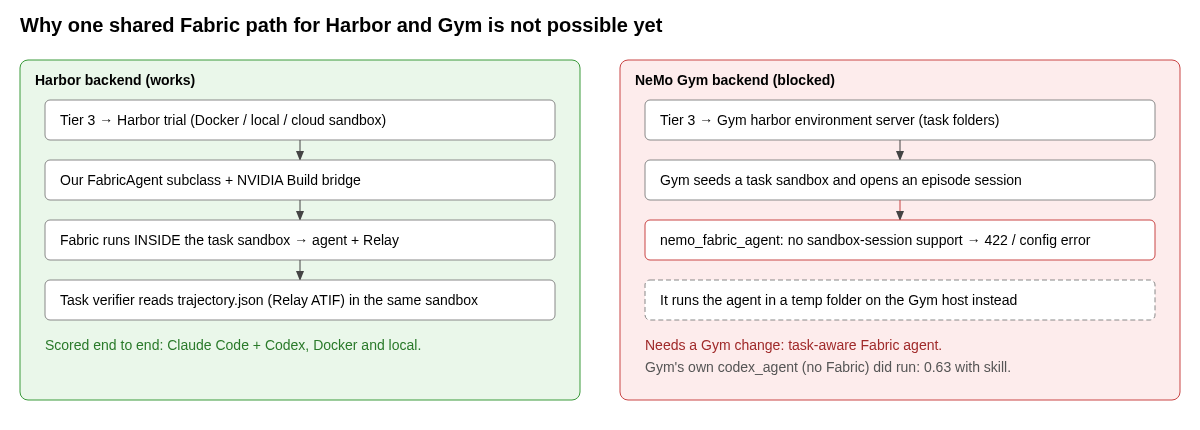 Why one shared Fabric path for Harbor and Gym is not possible yet
Harbor backend (works)
Tier 3 → Harbor trial (Docker / local / cloud sandbox)
Our FabricAgent subclass + NVIDIA Build bridge
Fabric runs INSIDE the task sandbox → agent + Relay
Task verifier reads trajectory.json (Relay ATIF) in the same sandbox
Scored end to end: Claude Code + Codex, Docker and local.
NeMo Gym backend (blocked)
Tier 3 → Gym harbor environment server (task folders)
Gym seeds a task sandbox and opens an episode session
nemo_fabric_agent: no sandbox-session support → 422 / config error
It runs the agent in a temp folder on the Gym host instead
Needs a Gym change: task-aware Fabric agent.
Gym's own codex_agent (no Fabric) did run: 0.63 with skill.